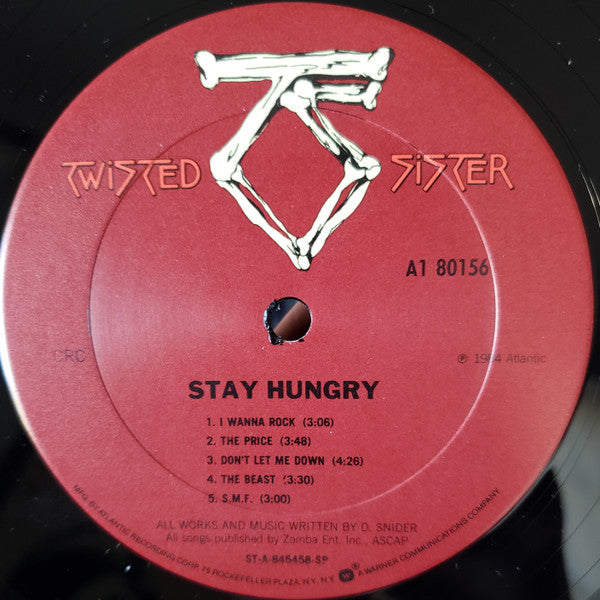 TWISTED SISTER
A1 80156
CRC
℗ 1984 Atlantic
STAY HUNGRY
1. I WANNA ROCK (3:06)
2. THE PRICE (3:48)
3. DON'T LET ME DOWN (4:26)
4. THE BEAST (3:30)
5. S.M.F. (3:00)
ALL WORKS AND MUSIC WRITTEN BY D. SNIDER
All songs published by Zomba Ent. Inc., ASCAP
ST-A-845458-SP
MFG. BY ATLANTIC RECORDING CORP. 75 ROCKEFELLER PLAZA, N.Y. N.Y. W ® A WARNER COMMUNICATIONS COMPANY